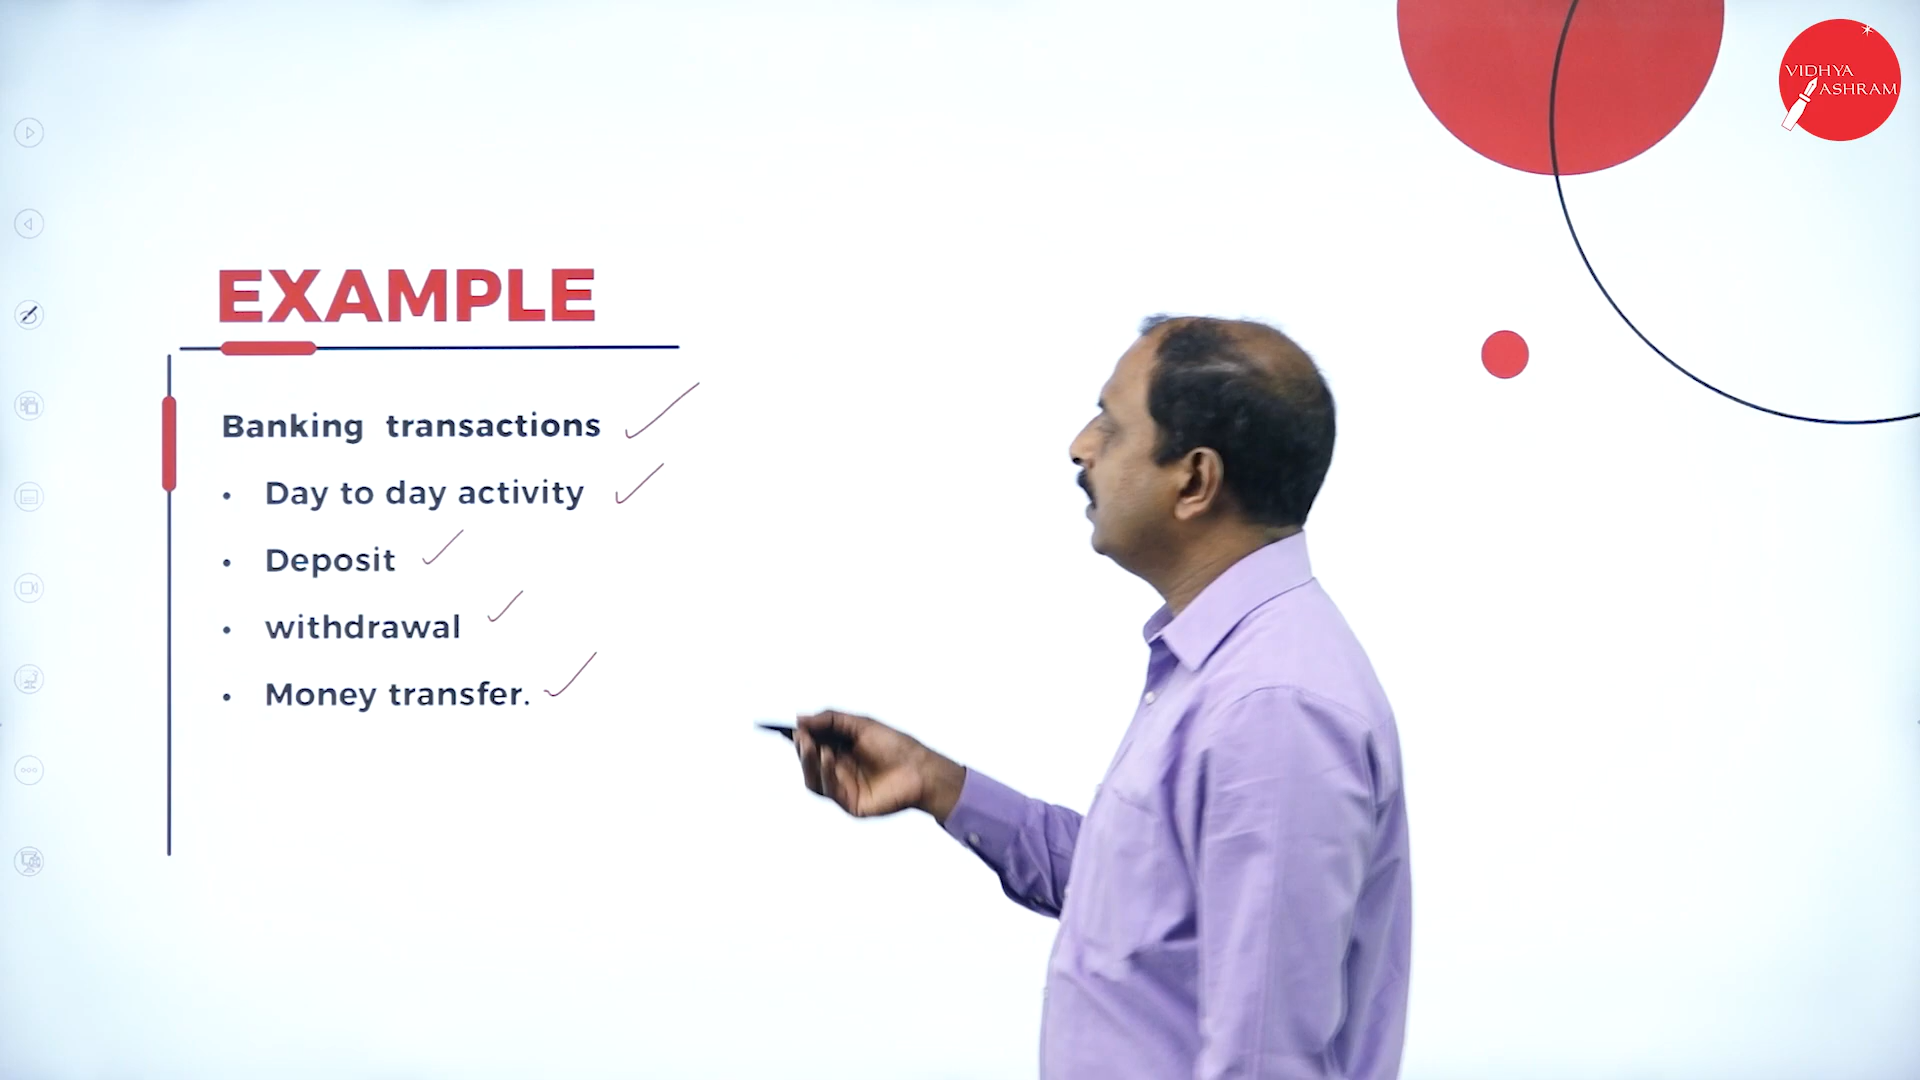 VIDHYA
ASHRAM
EXAMPLE
Banking transactions
• Day to day activity
• Deposit
• withdrawal
• Money transfer.